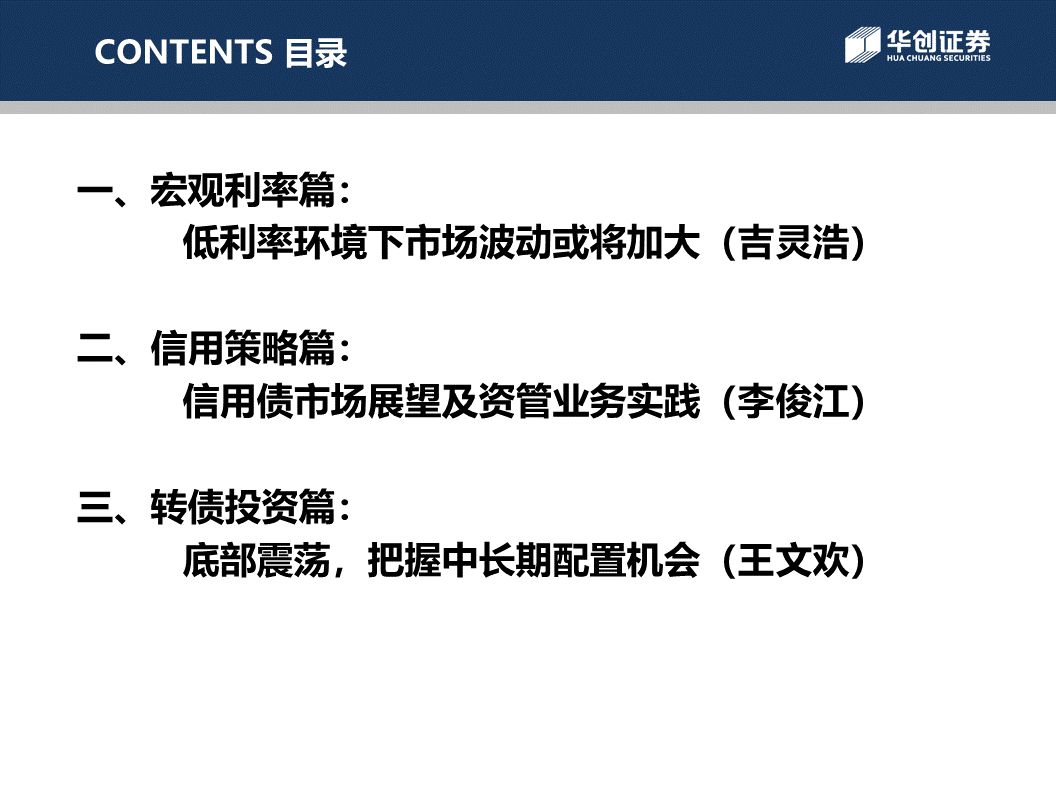 CONTENTS 目录
华创证券
HUA CHUANG SECURITIES
一、宏观利率篇：
低利率环境下市场波动或将加大（吉灵浩）
二、信用策略篇：
信用债市场展望及资管业务实践（李俊江）
三、转债投资篇：
底部震荡，把握中长期配置机会（王文欢）